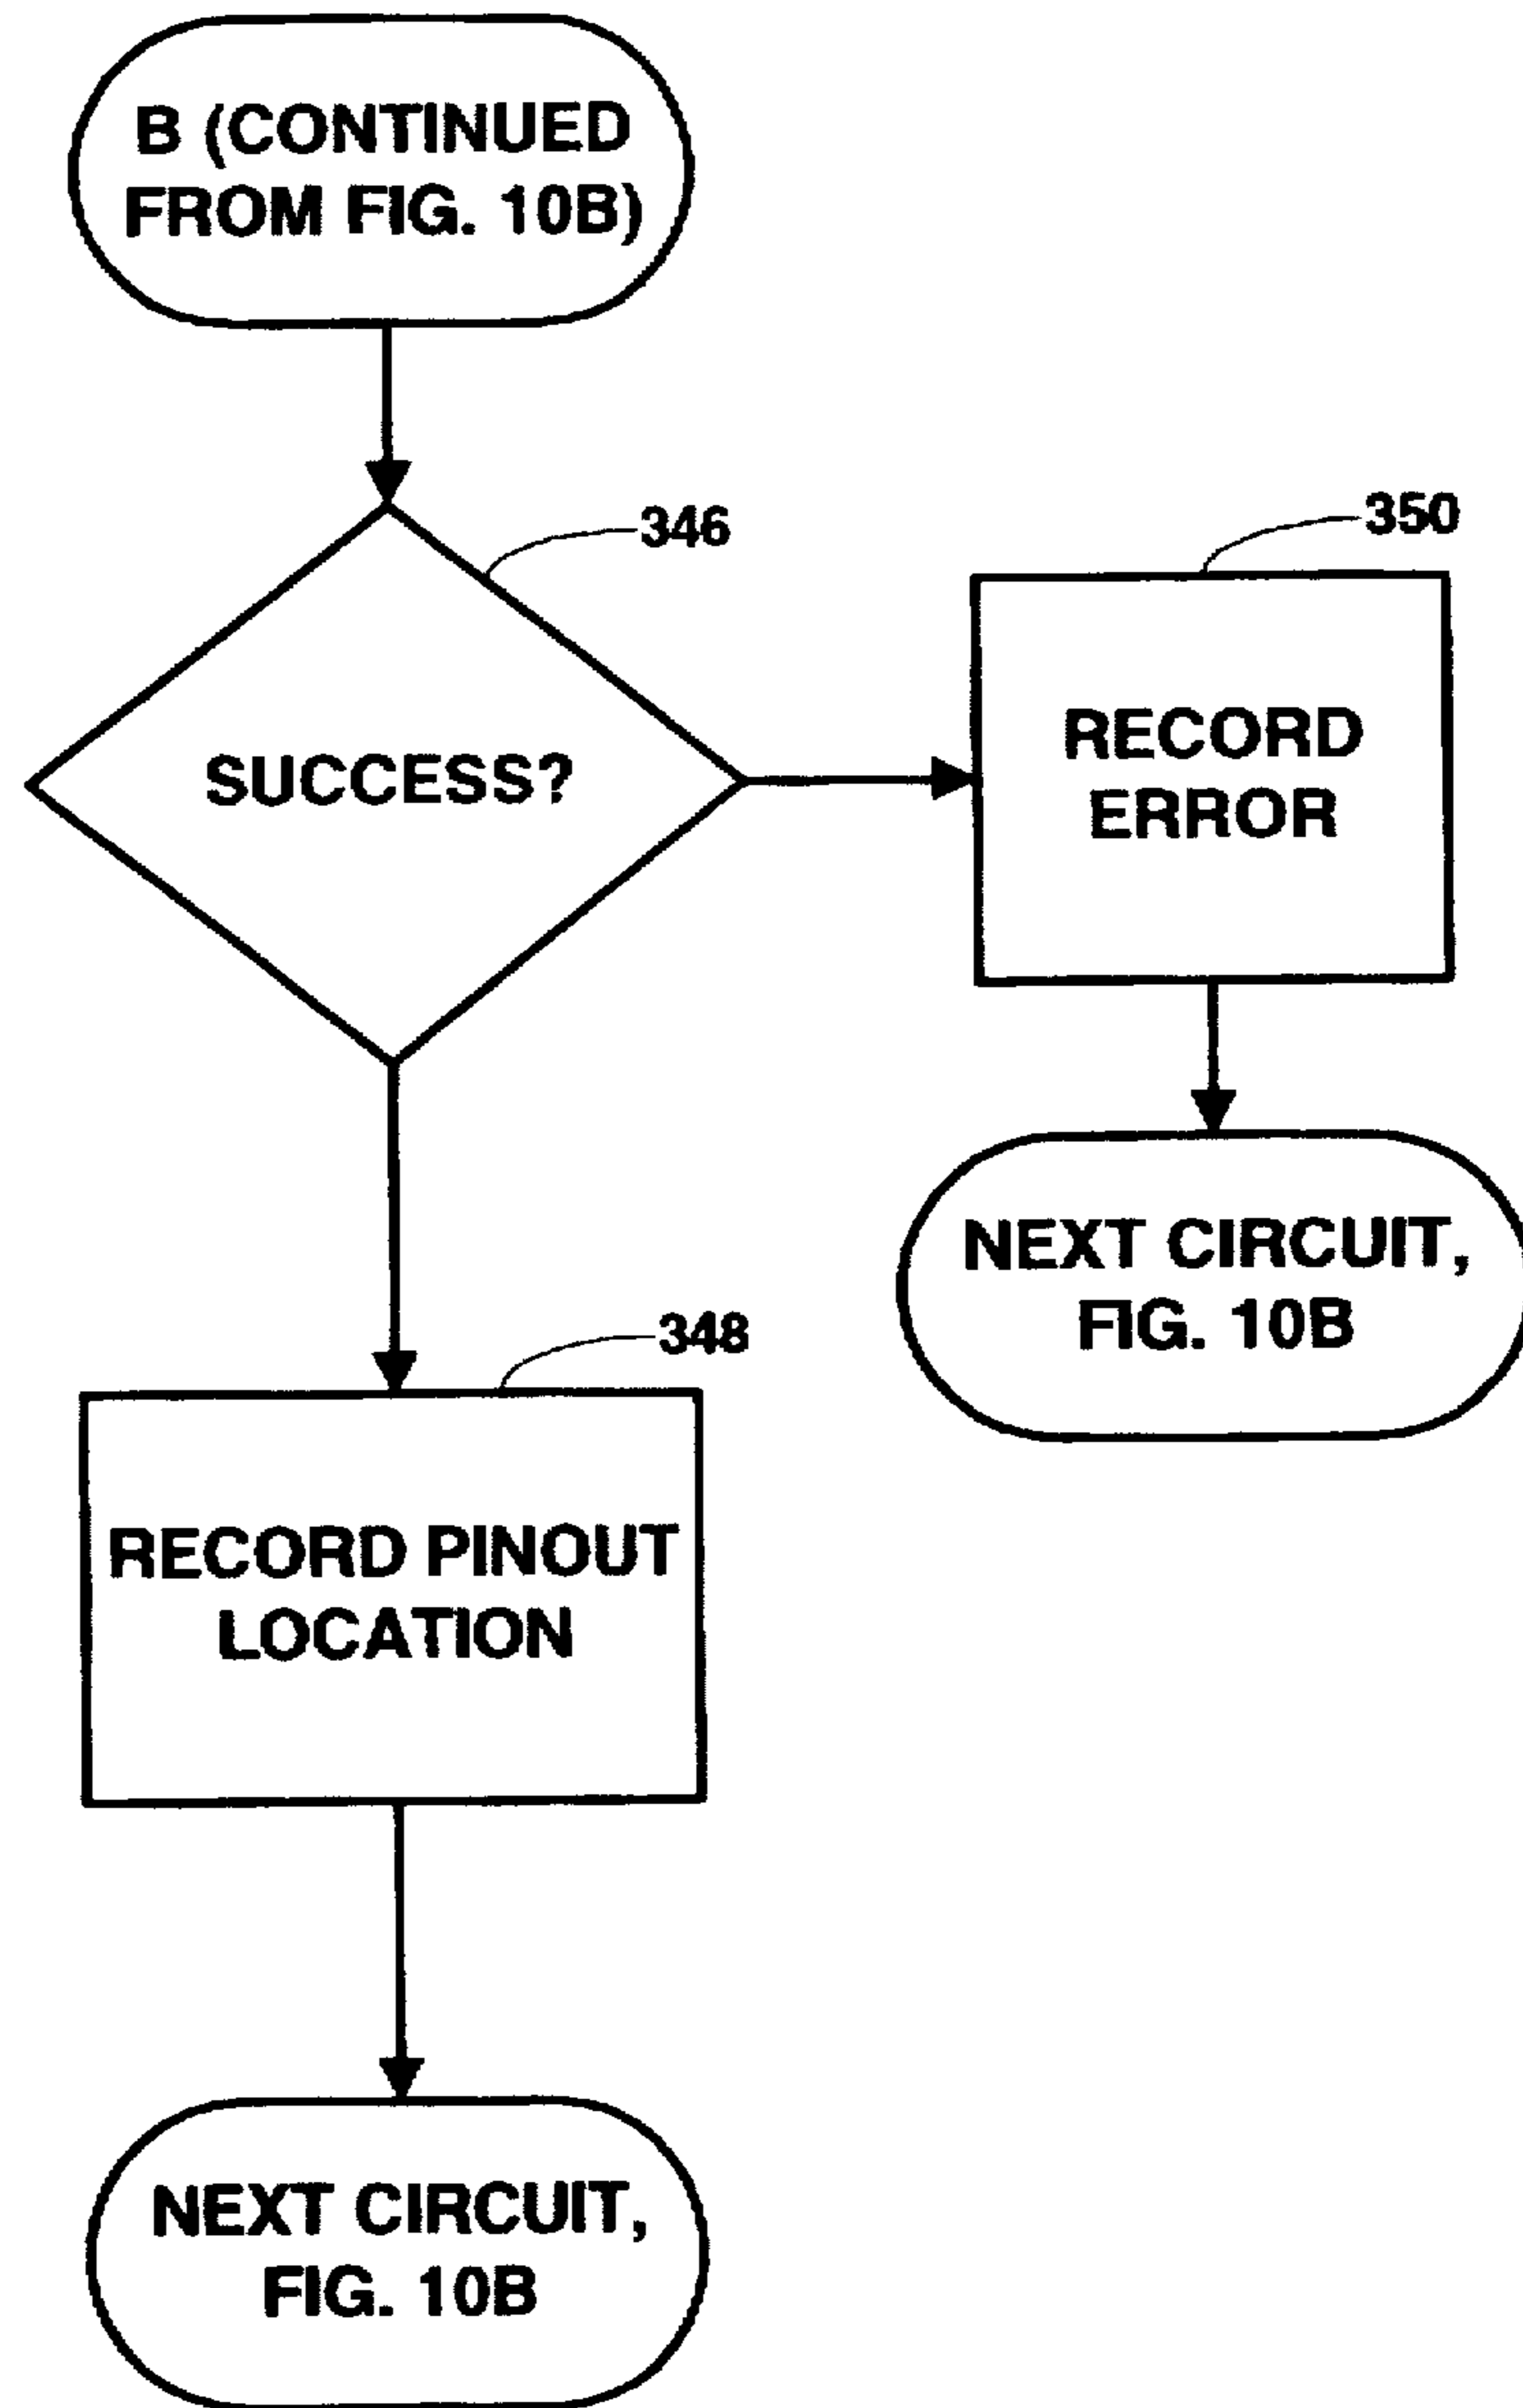 B (CONTINUED
FROM FIG. 10B)
346
SUCCESS?
350
RECORD
ERROR
NEXT CIRCUIT,
FIG. 10B
348
RECORD PINOUT
LOCATION
NEXT CIRCUIT,
FIG. 10B